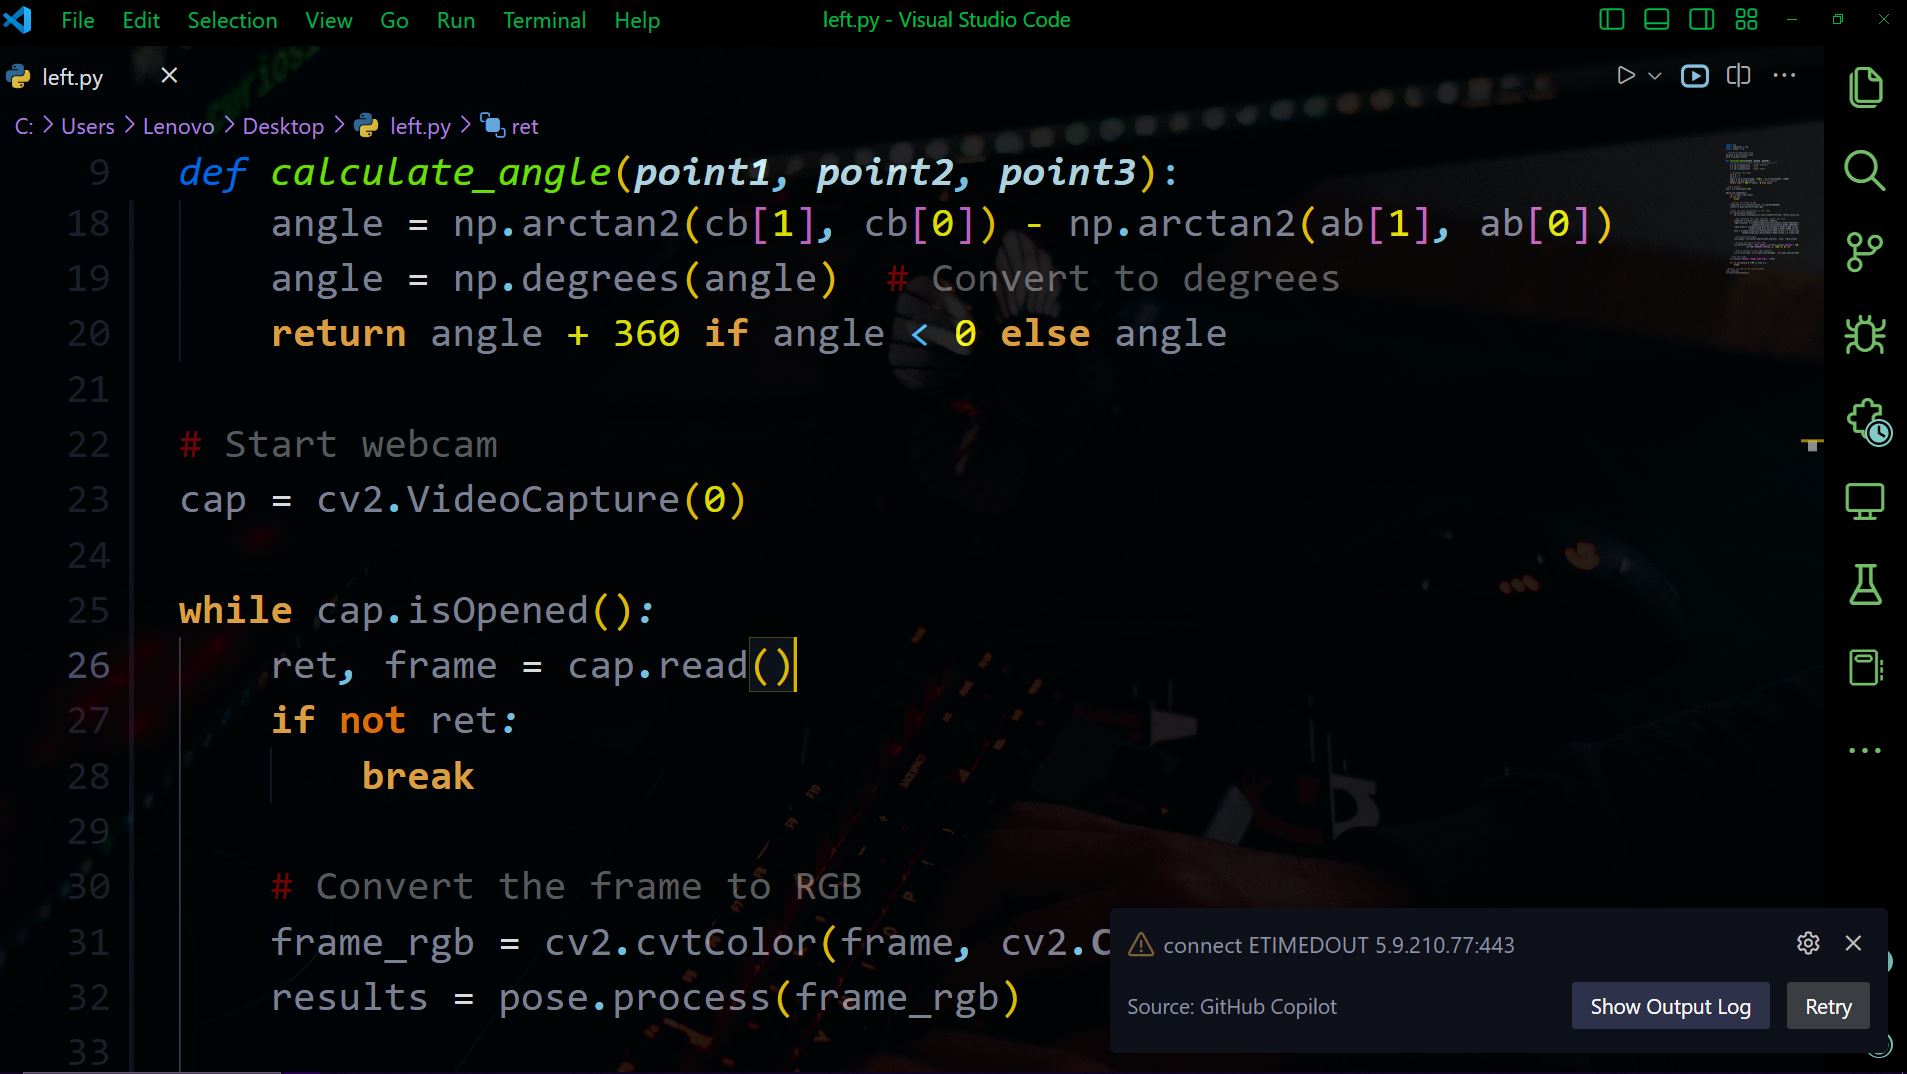 File Edit Selection View Go Run Terminal Help left.py - Visual Studio Code
left.py
C: > Users > Lenovo > Desktop > left.py > ret
9 def calculate_angle(point1, point2, point3):
18 angle = np.arctan2(cb[1], cb[0]) - np.arctan2(ab[1], ab[0])
19 angle = np.degrees(angle)  # Convert to degrees
20 return angle + 360 if angle < 0 else angle
21
22 # Start webcam
23 cap = cv2.VideoCapture(0)
24
25 while cap.isOpened():
26 ret, frame = cap.read()
27 if not ret:
28 break
29
30 # Convert the frame to RGB
31 frame_rgb = cv2.cvtColor(frame, cv2.C
32 results = pose.process(frame_rgb)
33
connect ETIMEDOUT 5.9.210.77:443
Source: GitHub Copilot
Show Output Log Retry